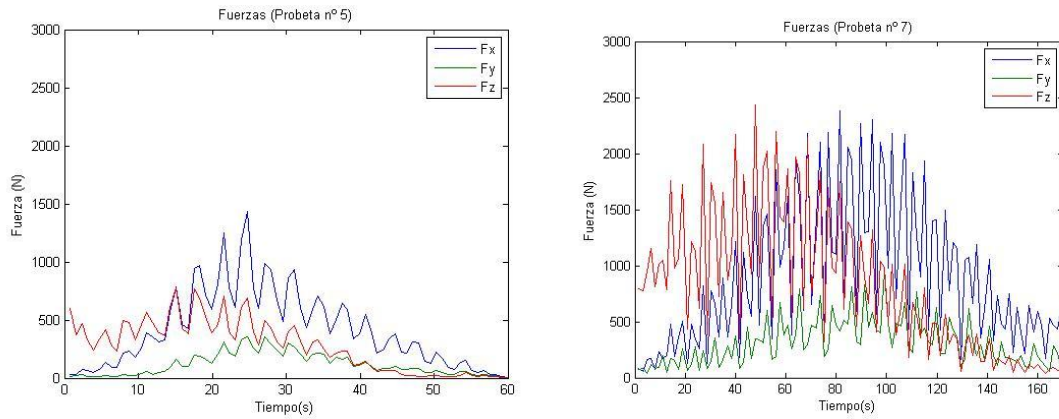 Fuerzas (Probeta nº 5)
3000
2500
2000
1500
1000
500
0
Fuerza (N)
Fx
Fy
Fz
0 10 20 30 40 50 60
Tiempo(s)
Fuerzas (Probeta nº 7)
3000
2500
2000
1500
1000
500
0
Fuerza (N)
Fx
Fy
Fz
0 20 40 60 80 100 120 140 160
Tiempo(s)